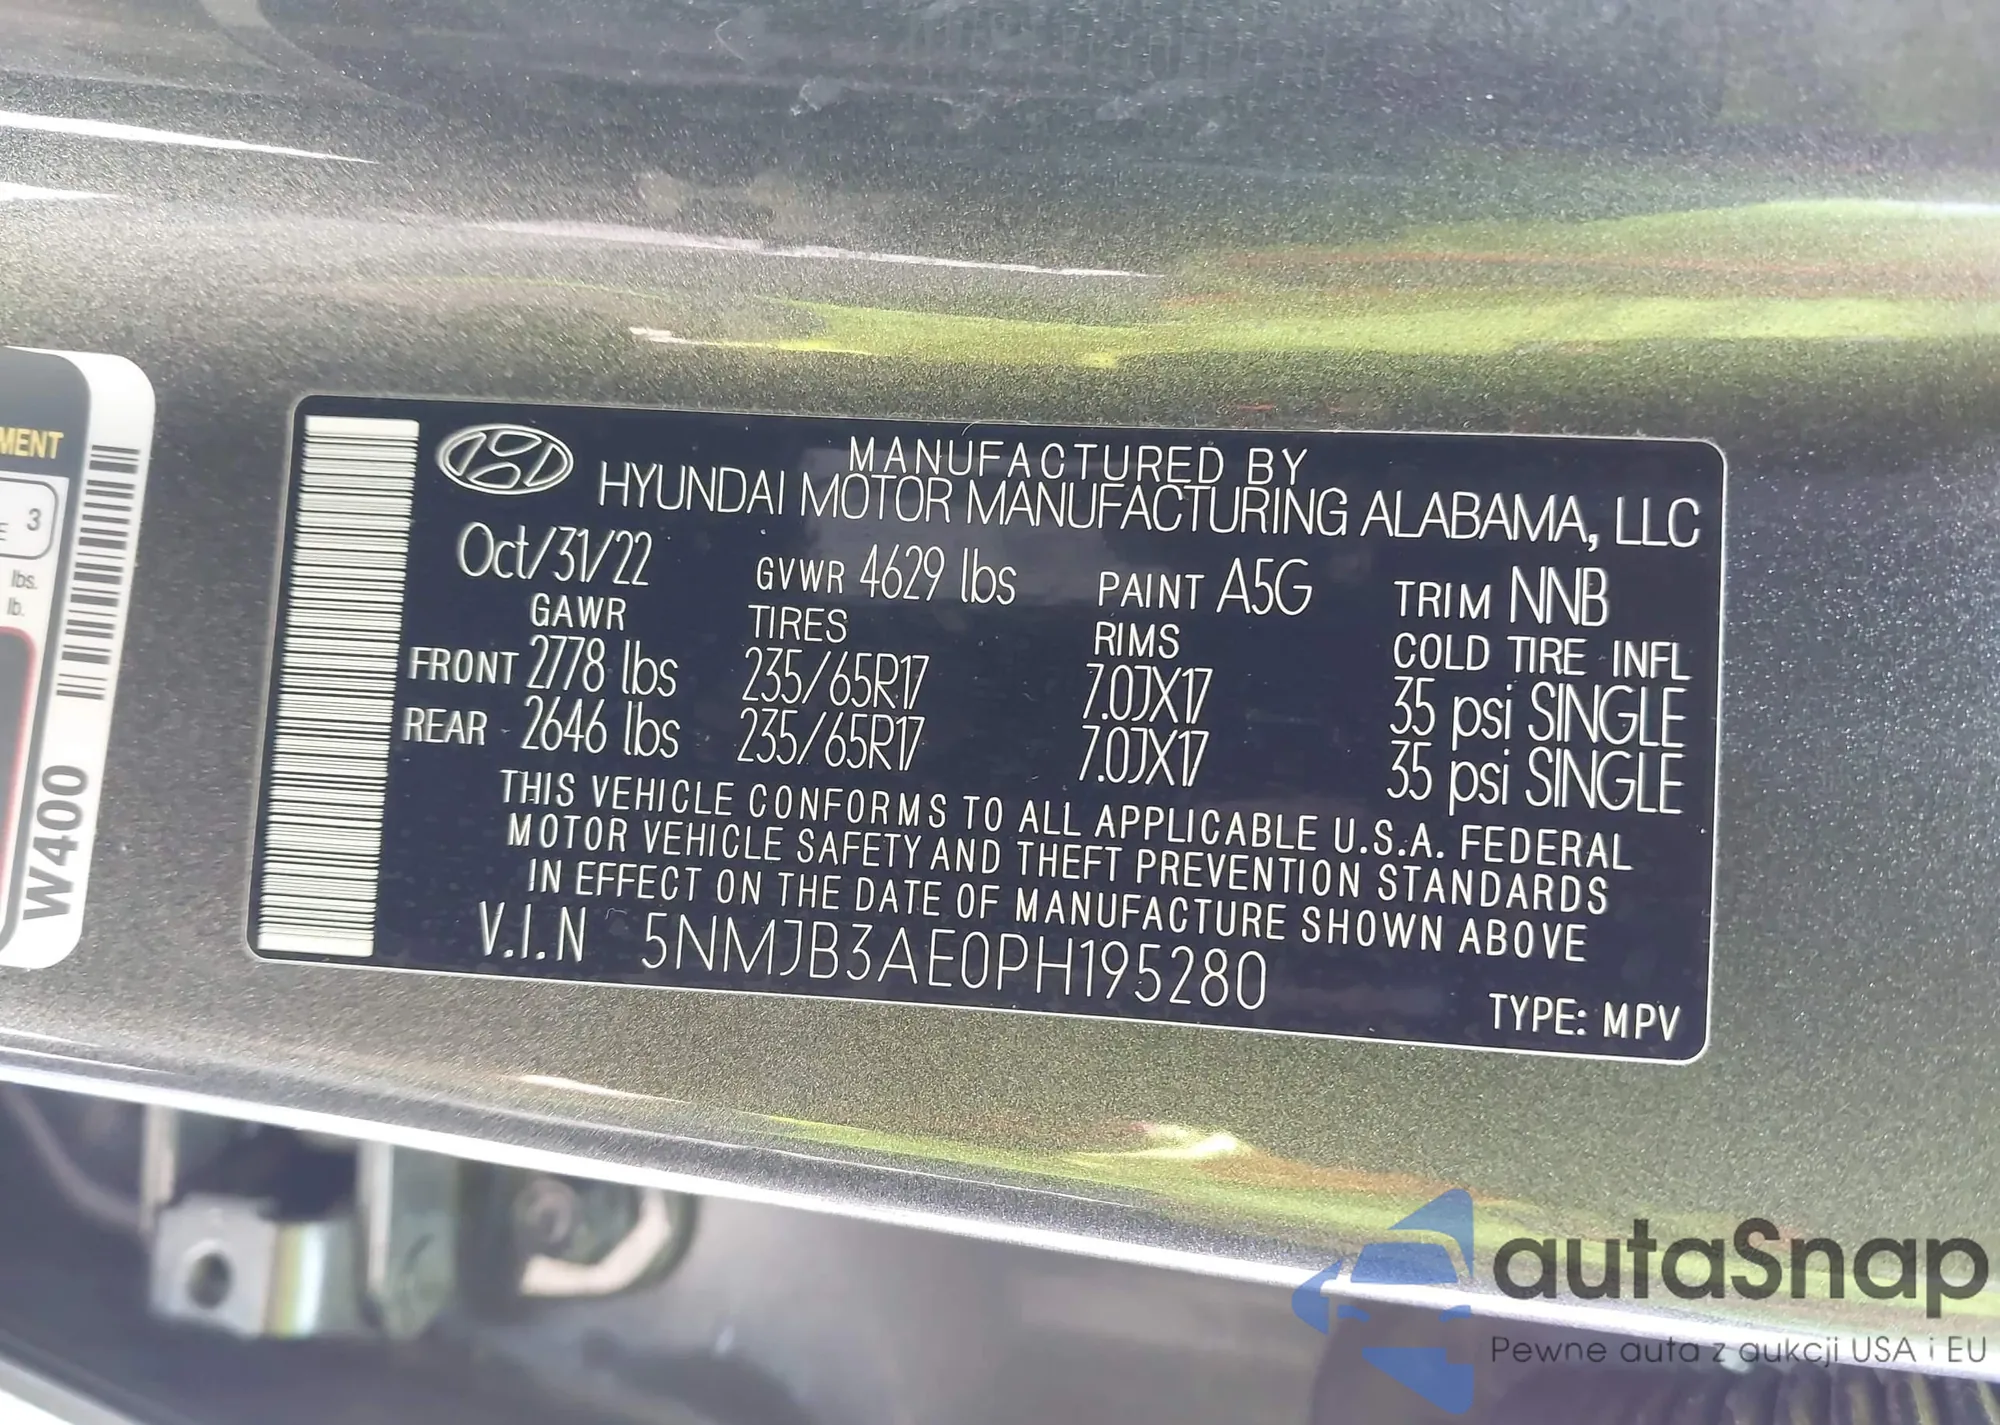 MENT
3
E
lbs.
lb.
W400
MANUFACTURED BY
HYUNDAI MOTOR MANUFACTURING ALABAMA, LLC
Oct/31/22 GVWR 4629 lbs PAINT A5G TRIM NNB
GAWR TIRES RIMS COLD TIRE INFL
FRONT 2778 lbs 235/65R17 7.0JX17 35 psi SINGLE
REAR 2646 lbs 235/65R17 7.0JX17 35 psi SINGLE
THIS VEHICLE CONFORMS TO ALL APPLICABLE U.S.A. FEDERAL
MOTOR VEHICLE SAFETY AND THEFT PREVENTION STANDARDS
IN EFFECT ON THE DATE OF MANUFACTURE SHOWN ABOVE
V.I.N 5NMJB3AE0PH195280
TYPE: MPV
autaSnap
Pewne auta z aukcji USA i EU